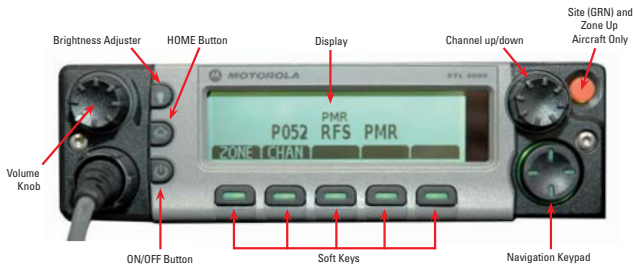 Site (GRN) and
Zone Up
Aircraft Only
Brightness Adjuster
HOME Button
Display
Channel up/down
MOTOROLA
XTL 5000
PMR
P052 RFS PMR
ZONE CHAN
Volume
Knob
ON/OFF Button
Soft Keys
Navigation Keypad